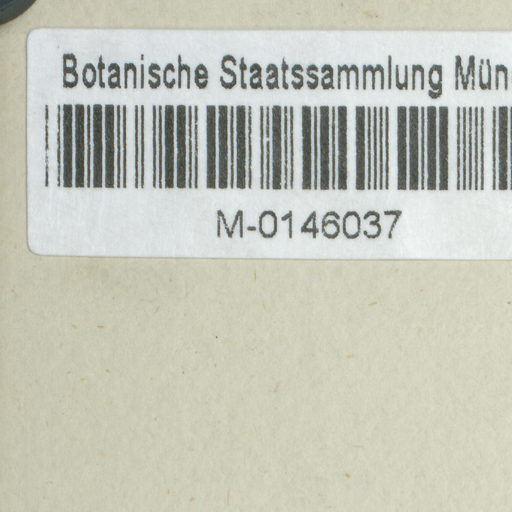 Botanische Staatssammlung Mün
M-0146037